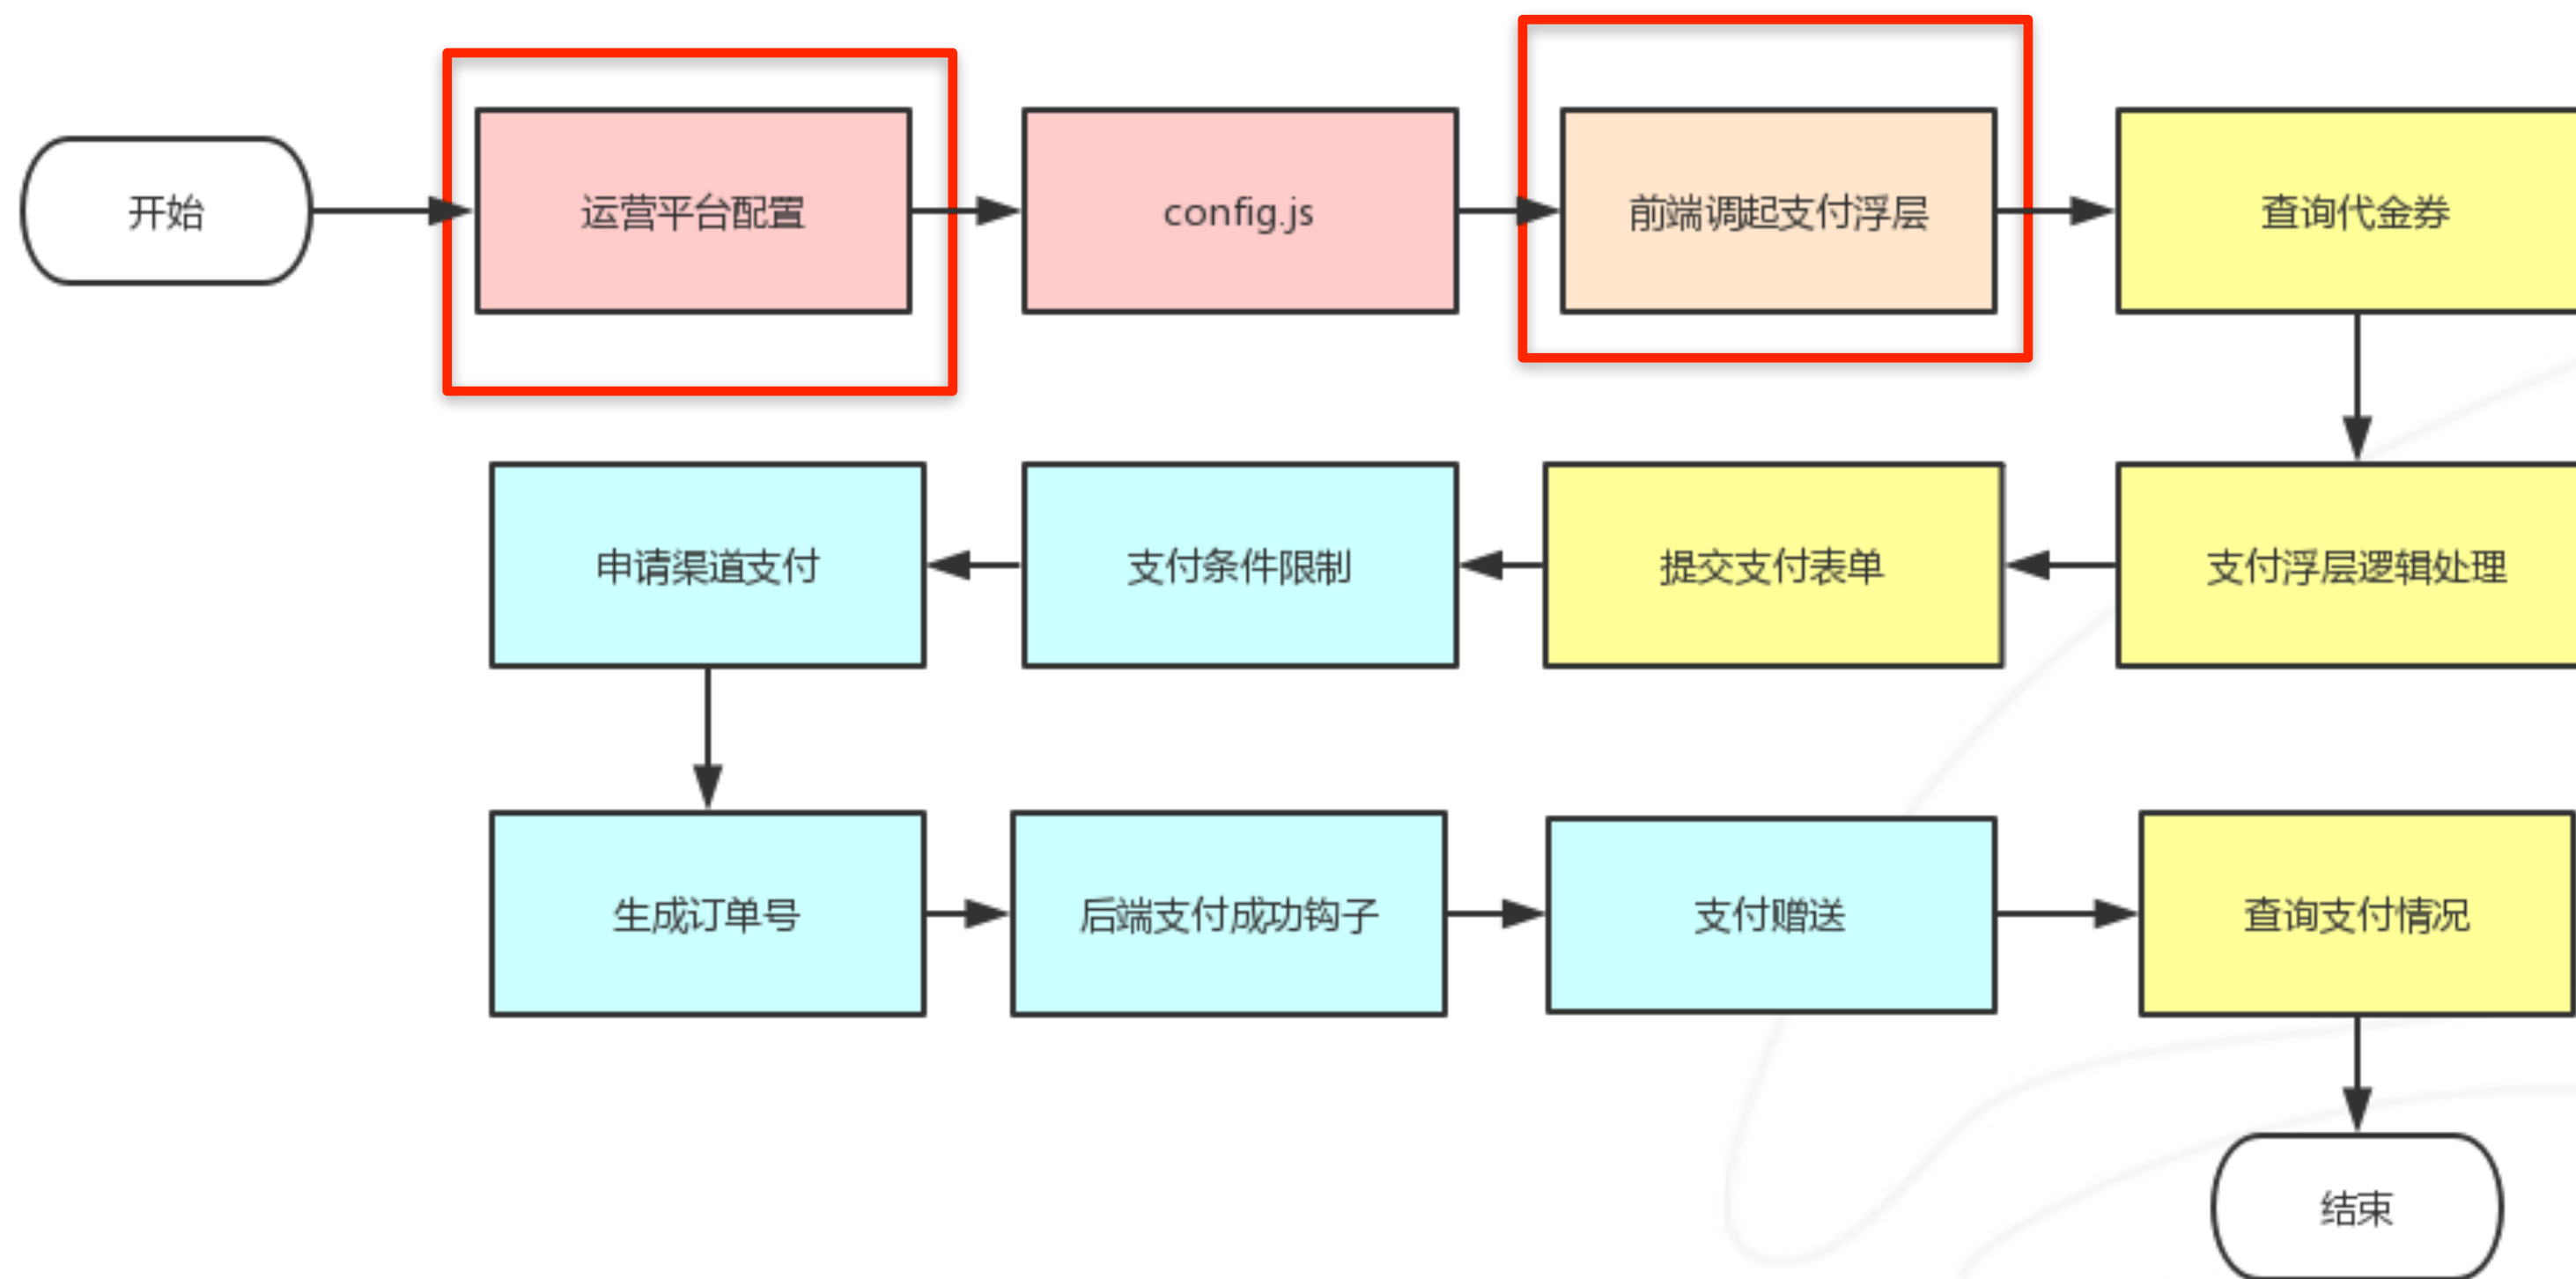 开始
运营平台配置
config.js
前端调起支付浮层
查询代金券
支付浮层逻辑处理
提交支付表单
支付条件限制
申请渠道支付
生成订单号
后端支付成功钩子
支付赠送
查询支付情况
结束